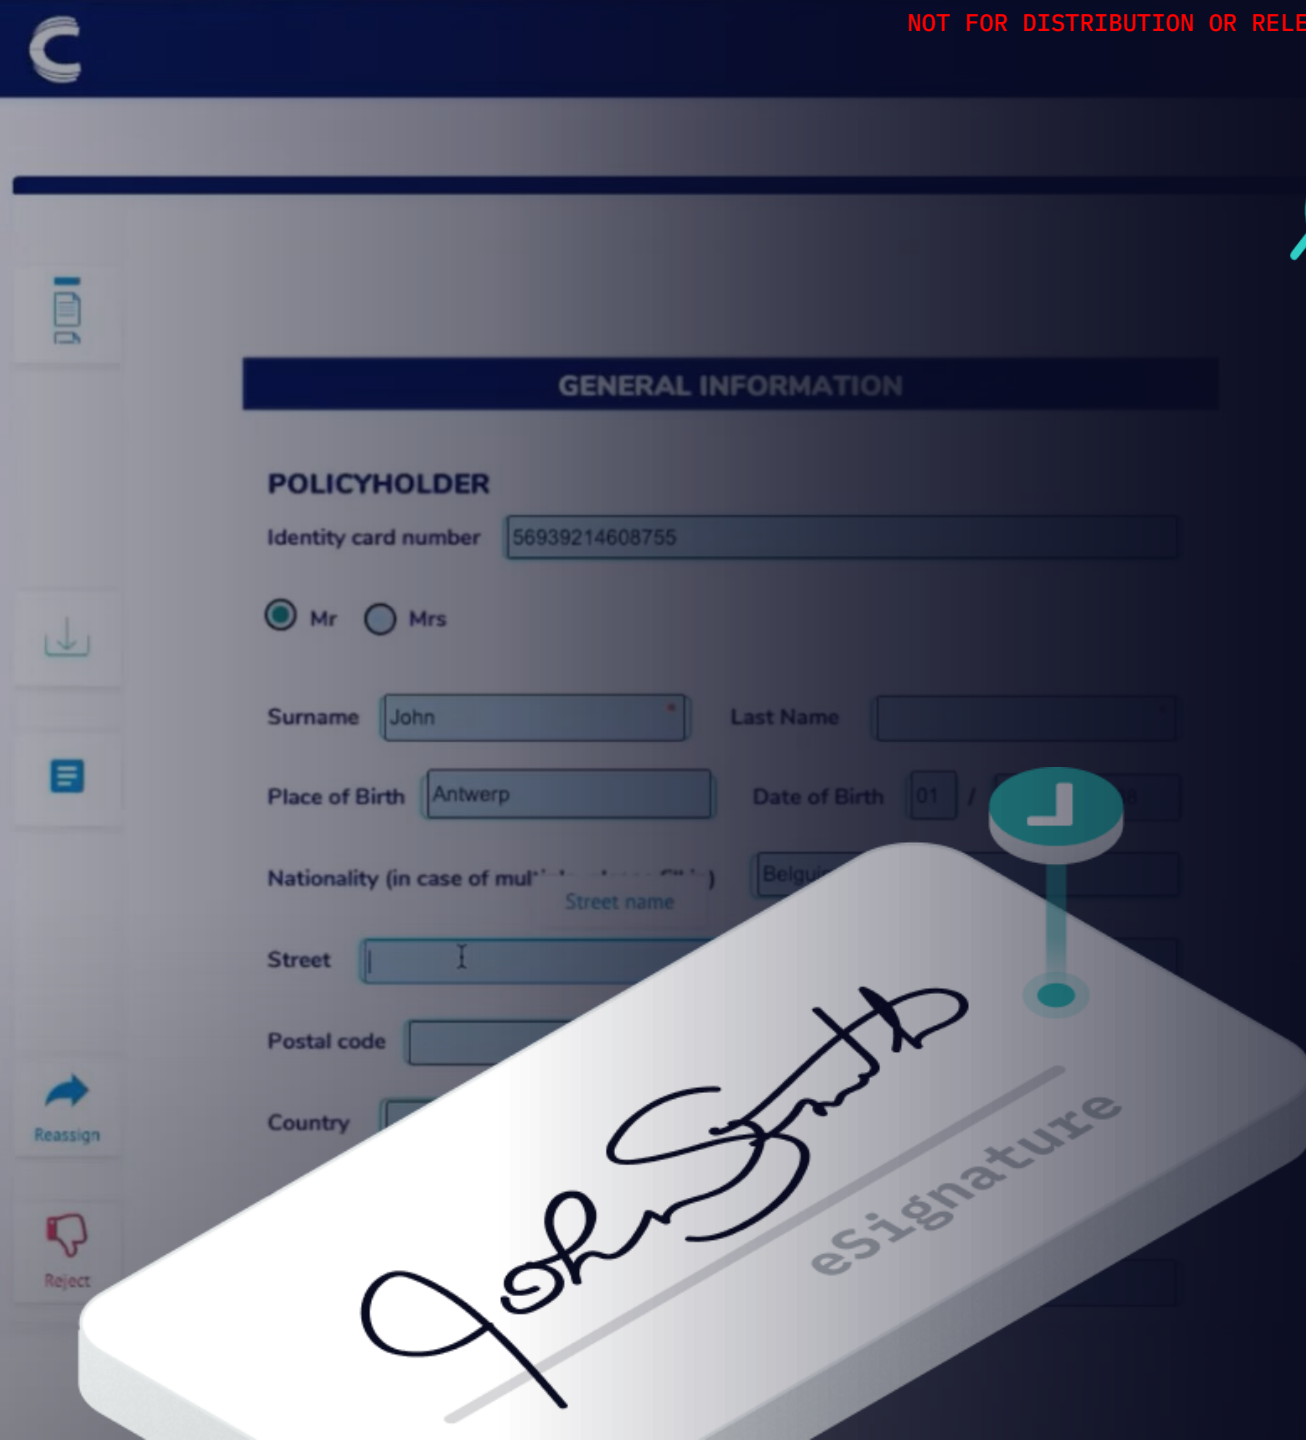 NOT FOR DISTRIBUTION OR RELE
C
GENERAL INFORMATION
POLICYHOLDER
Identity card number 56939214608755
Mr Mrs
Surname John * Last Name
Place of Birth Antwerp Date of Birth 01 /
Nationality (in case of
Street name
Street
Postal code
Country
Reassign
Reject
John Smith
eSignature